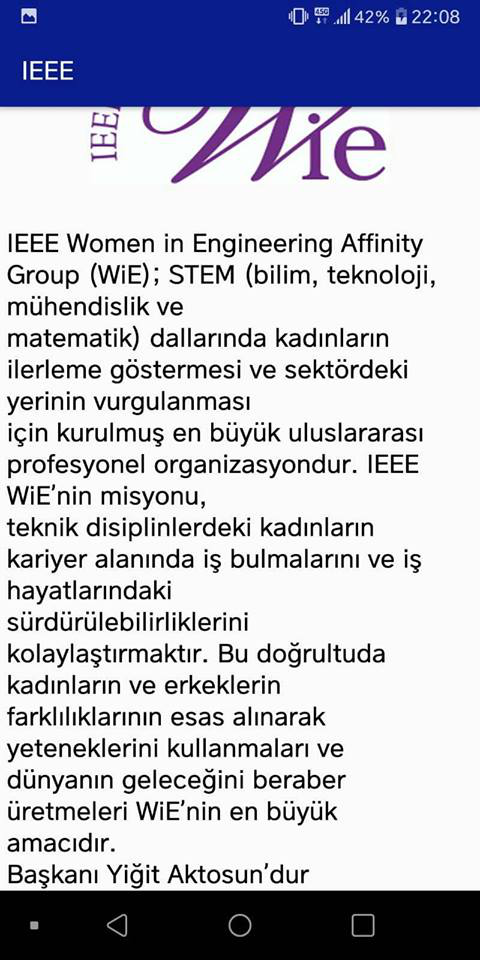 42% 22:08
IEEE
IEEE
Wie
IEEE Women in Engineering Affinity
Group (WiE); STEM (bilim, teknoloji,
mühendislik ve
matematik) dallarında kadınların
ilerleme göstermesi ve sektördeki
yerinin vurgulanması
için kurulmuş en büyük uluslararası
profesyonel organizasyondur. IEEE
WiE'nin misyonu,
teknik disiplinlerdeki kadınların
kariyer alanında iş bulmalarını ve iş
hayatlarındaki
sürdürülebilirliklerini
kolaylaştırmaktır. Bu doğrultuda
kadınların ve erkeklerin
farklılıklarının esas alınarak
yeteneklerini kullanmaları ve
dünyanın geleceğini beraber
üretmeleri WiE'nin en büyük
amacıdır.
Başkanı Yiğit Aktosun'dur